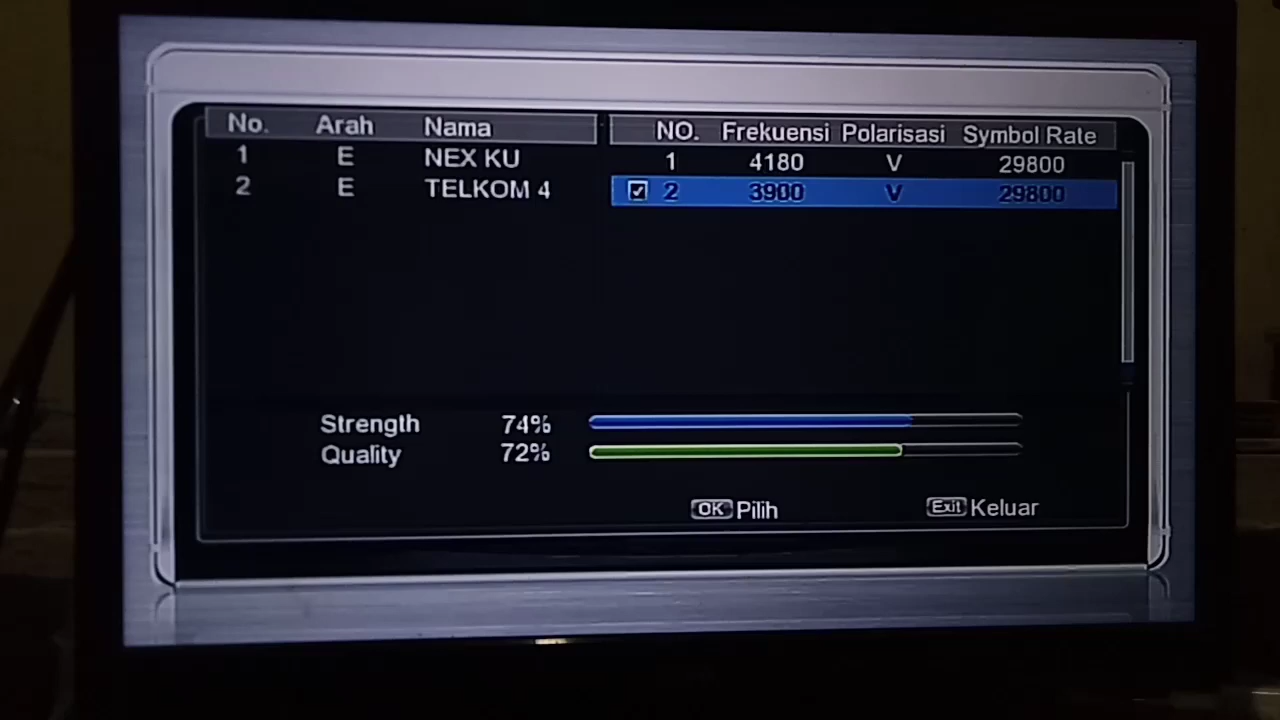 No. Arah Nama NO. Frekuensi Polarisasi Symbol Rate
1 E NEX KU 1 4180 V 29800
2 E TELKOM 4 2 3900 V 29800
Strength 74%
Quality 72%
OK Pilih Exit Keluar